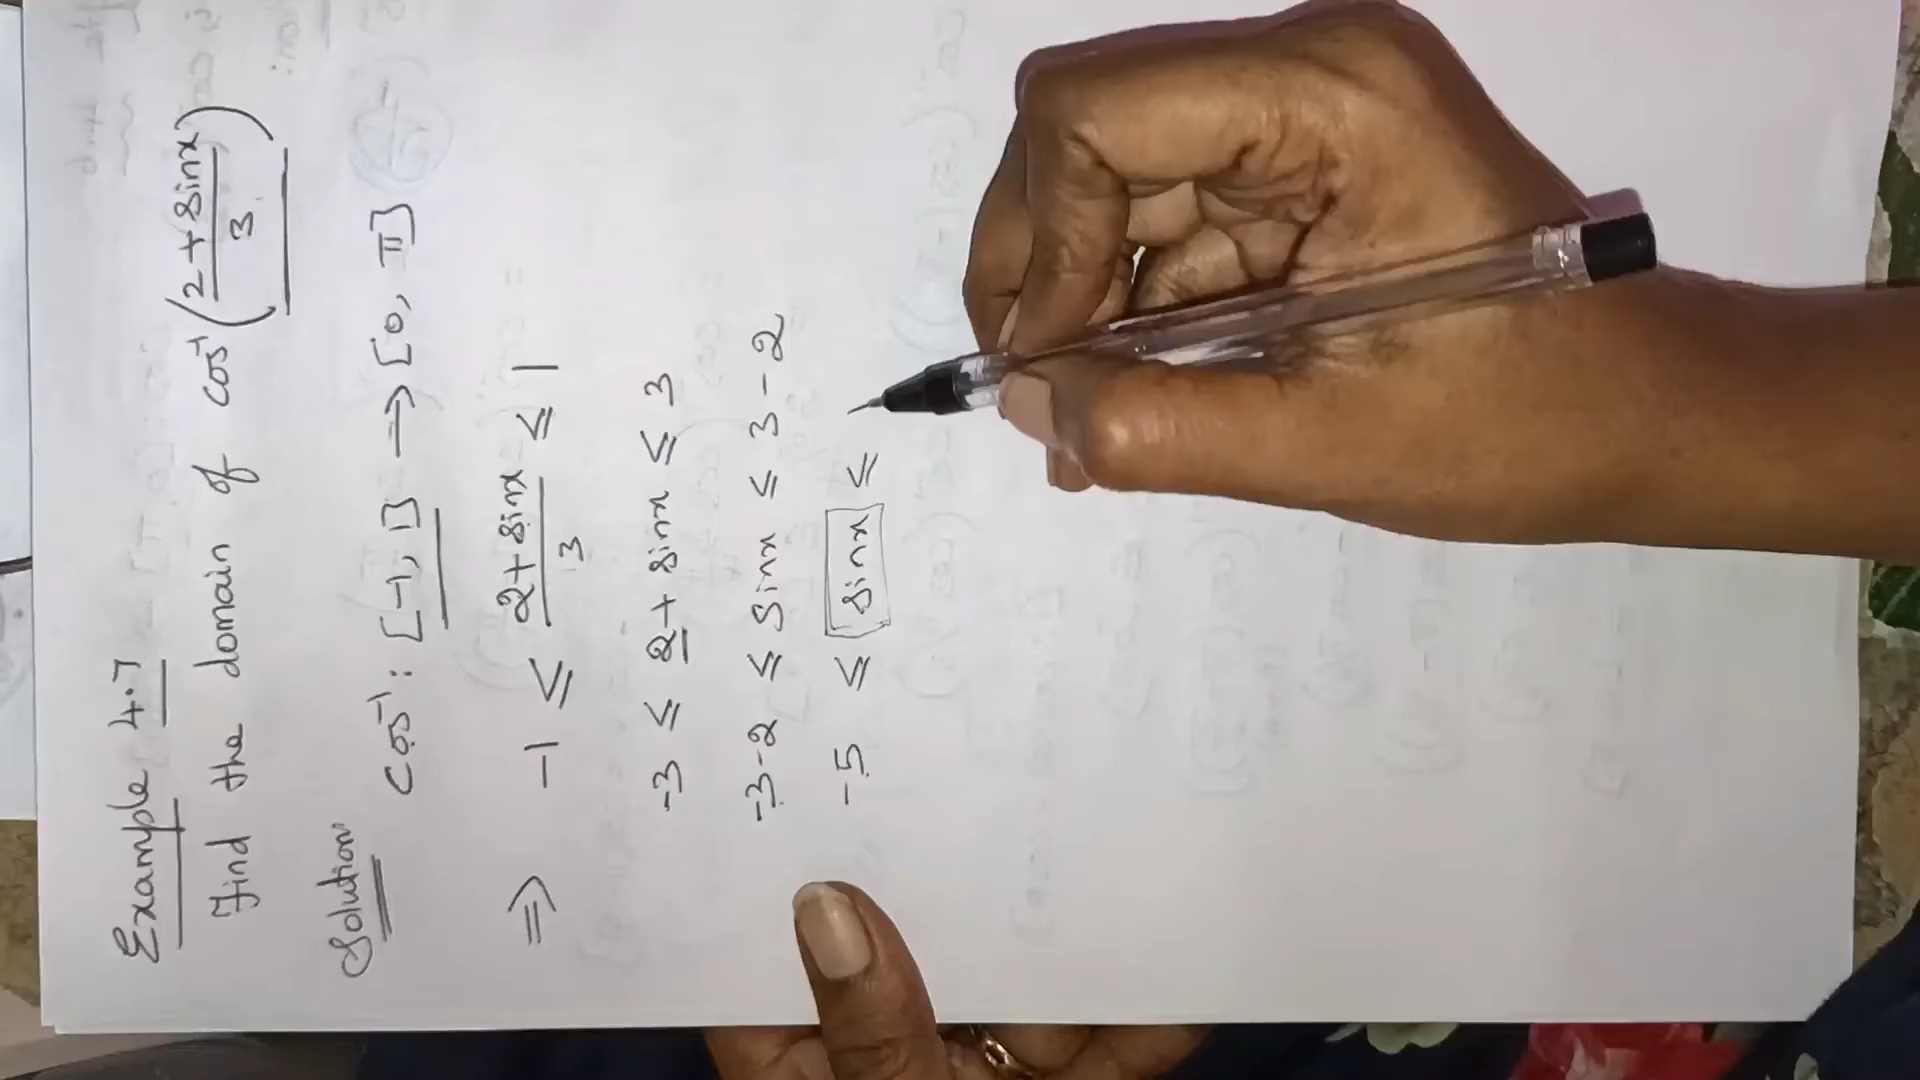 Example 4.7
Find the domain of cos⁻¹(2+sinx/3)
Solution
cos⁻¹: [-1, 1] → [0, π]
⇒ -1 ≤ 2+sinx/3 ≤ 1
-3 ≤ 2+sinx ≤ 3
-3-2 ≤ sinx ≤ 3-2
-5 ≤ sinx ≤